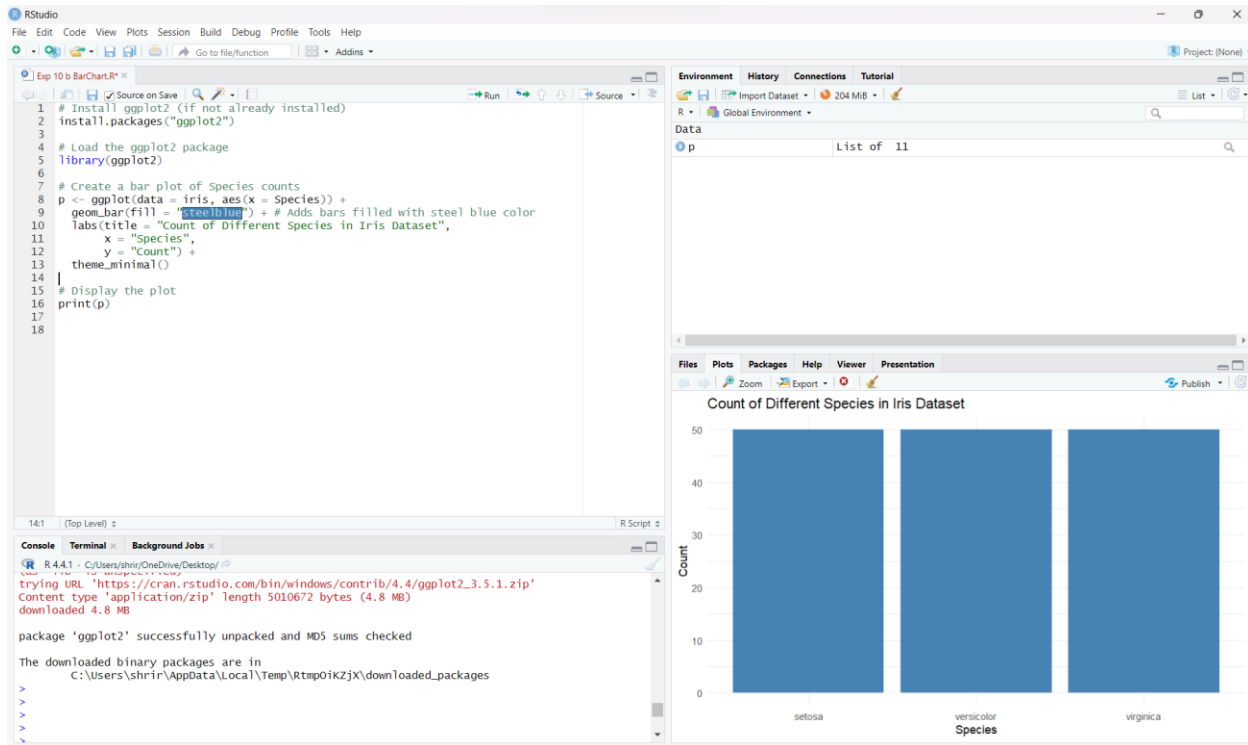 RStudio
File Edit Code View Plots Session Build Debug Profile Tools Help
Go to file/function Addins
Project: (None)
Exp 10 b BarChart.R*
Source on Save Run Source
1 # Install ggplot2 (if not already installed)
2 install.packages("ggplot2")
3
4 # Load the ggplot2 package
5 library(ggplot2)
6
7 # Create a bar plot of Species counts
8 p <- ggplot(data = iris, aes(x = Species)) +
9 geom_bar(fill = "steelblue") + # Adds bars filled with steel blue color
10 labs(title = "Count of Different Species in Iris Dataset",
11 x = "Species",
12 y = "Count") +
13 theme_minimal()
14
15 # Display the plot
16 print(p)
17
18
14:1 (Top Level) R Script
Console Terminal Background Jobs
R 4.4.1 · C:/Users/shrir/OneDrive/Desktop/
trying URL 'https://cran.rstudio.com/bin/windows/contrib/4.4/ggplot2_3.5.1.zip'
Content type 'application/zip' length 5010672 bytes (4.8 MB)
downloaded 4.8 MB
package ‘ggplot2’ successfully unpacked and MD5 sums checked
The downloaded binary packages are in
C:\Users\shrir\AppData\Local\Temp\RtmpOiKZjX\downloaded_packages
>
>
>
>
>
Environment History Connections Tutorial
Import Dataset 204 MiB List
R Global Environment
Data
p List of 11
Files Plots Packages Help Viewer Presentation
Zoom Export Publish
Count of Different Species in Iris Dataset
50
40
30
20
10
0
Count
setosa versicolor virginica
Species